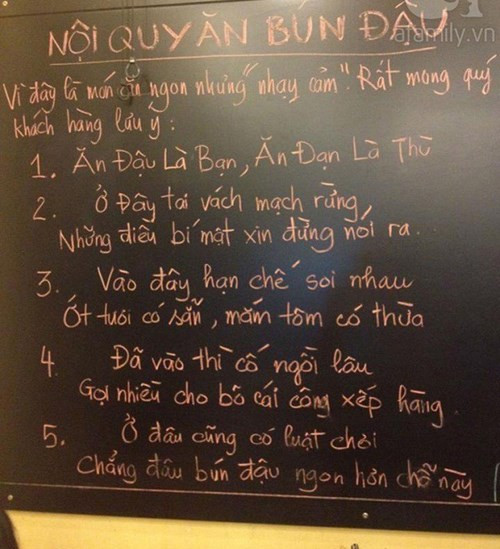 NỘI QUY ĂN BÚN ĐẬU
afamily.vn
Vì đây là món ăn ngon nhưng "nhạy cảm". Rất mong quý
khách hàng lưu ý:
1. Ăn Đậu Là Bạn, Ăn Đạn Là Thù
2. Ở Đây tai vách mạch rừng,
Những điều bí mật xin đừng nói ra.
3. Vào đây hạn chế soi nhau
Ớt tươi có sẵn, mắm tôm có thừa
4. Đã vào thì cố ngồi lâu
Gọi nhiều cho bõ cái công xếp hàng.
5. Ở đâu cũng có luật chơi
Chẳng đâu bún đậu ngon hơn chỗ này